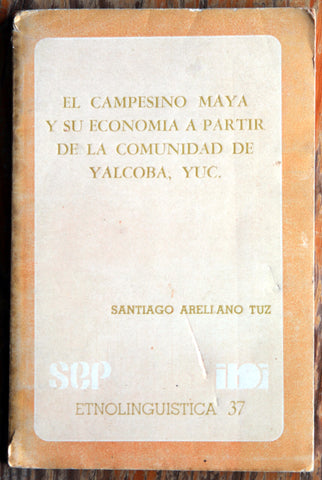 EL CAMPESINO MAYA
Y SU ECONOMIA A PARTIR
DE LA COMUNIDAD DE
YALCOBA, YUC.
SANTIAGO ARELLANO TUZ
sep ini
ETNOLINGUISTICA 37